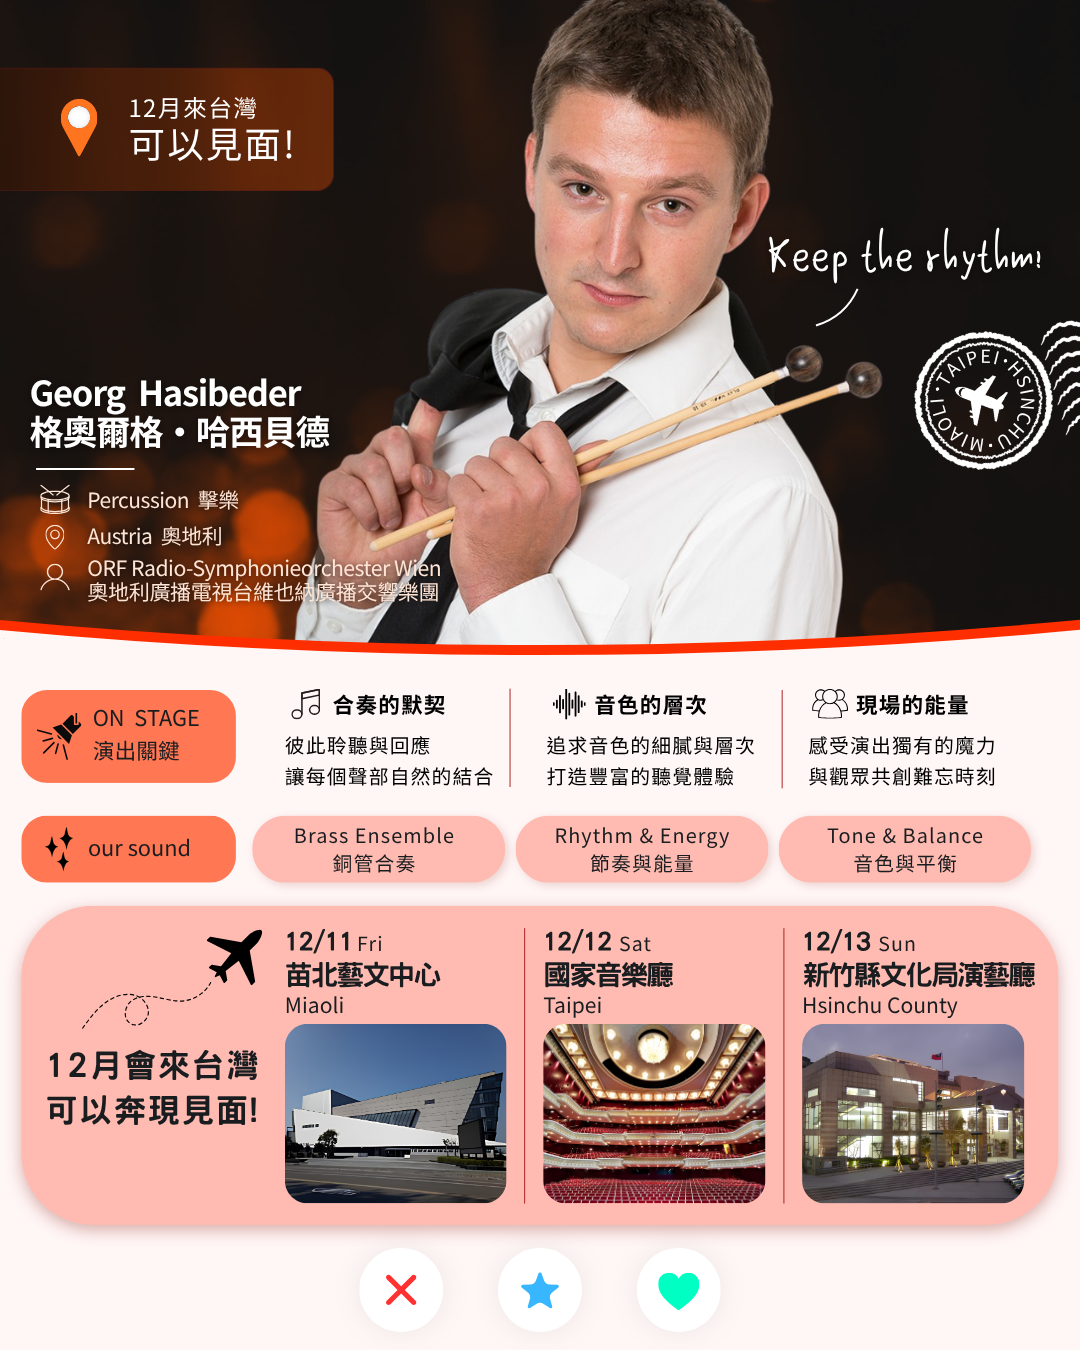 12月來台灣
可以見面!
Keep the rhythm!
TAIPEI · HSINCHU · MIAOLI ·
Georg Hasibeder
格奧爾格・哈西貝德
Percussion 擊樂
Austria 奧地利
ORF Radio-Symphonieorchester Wien
奧地利廣播電視台維也納廣播交響樂團
ON STAGE
演出關鍵
合奏的默契
彼此聆聽與回應
讓每個聲部自然的結合
音色的層次
追求音色的細膩與層次
打造豐富的聽覺體驗
現場的能量
感受演出獨有的魔力
與觀眾共創難忘時刻
our sound
Brass Ensemble
銅管合奏
Rhythm & Energy
節奏與能量
Tone & Balance
音色與平衡
12月會來台灣
可以奔現見面!
12/11 Fri
苗北藝文中心
Miaoli
12/12 Sat
國家音樂廳
Taipei
12/13 Sun
新竹縣文化局演藝廳
Hsinchu County